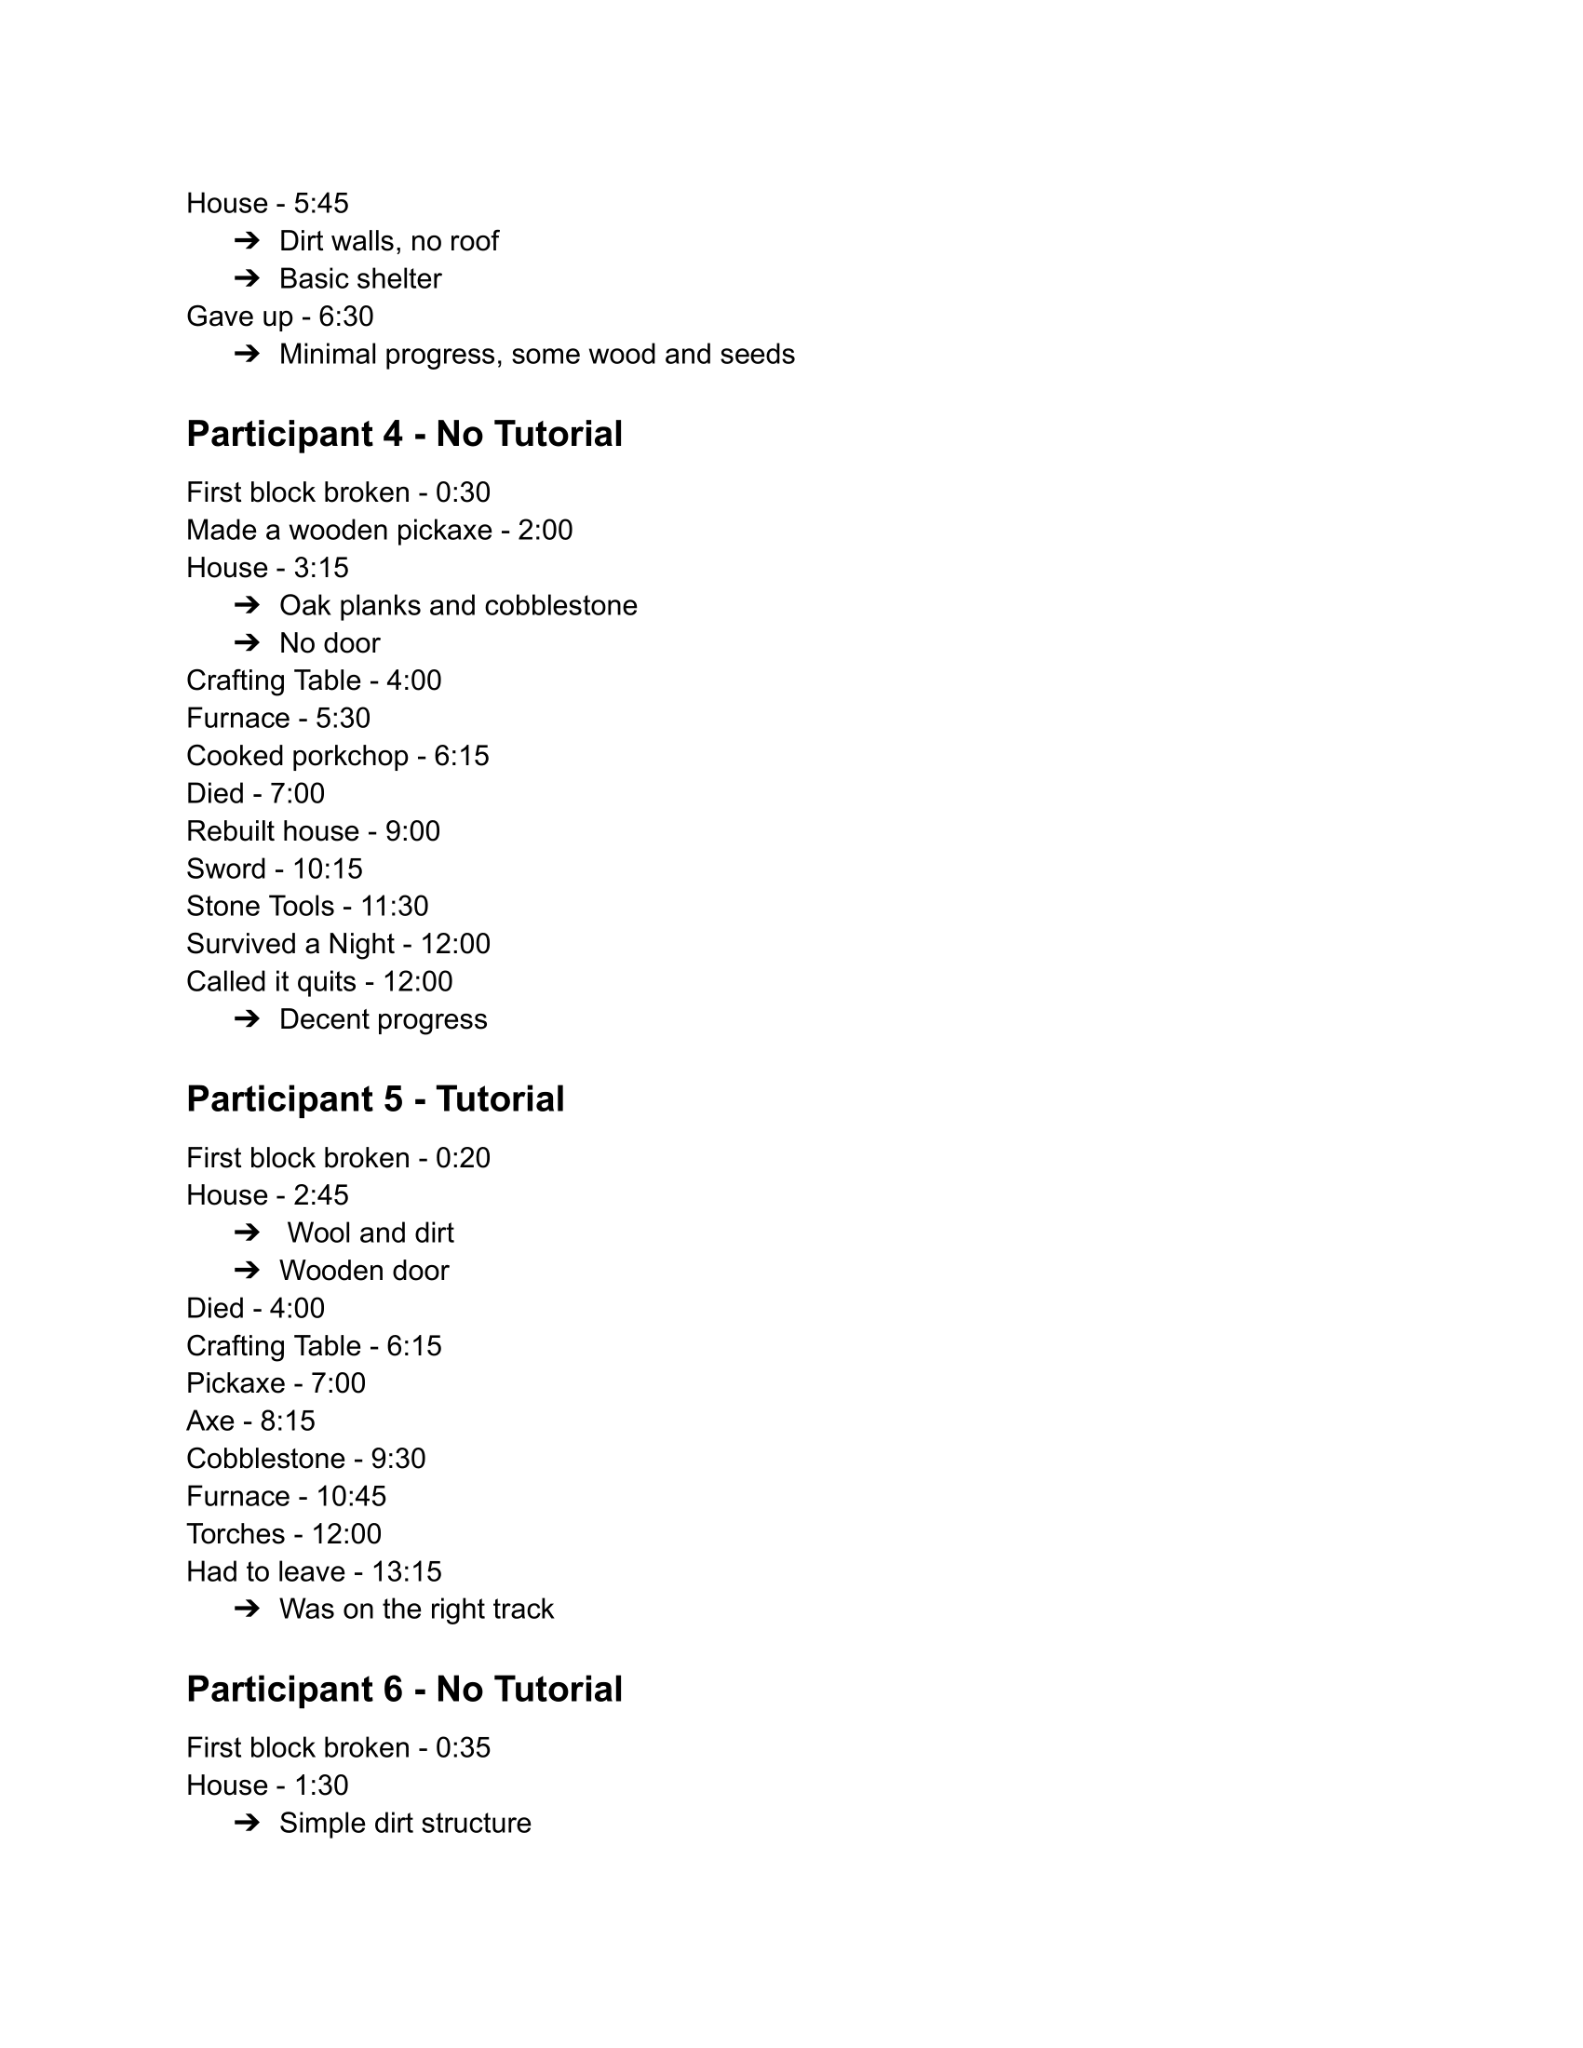 House - 5:45
➔ Dirt walls, no roof
➔ Basic shelter
Gave up - 6:30
➔ Minimal progress, some wood and seeds
Participant 4 - No Tutorial
First block broken - 0:30
Made a wooden pickaxe - 2:00
House - 3:15
➔ Oak planks and cobblestone
➔ No door
Crafting Table - 4:00
Furnace - 5:30
Cooked porkchop - 6:15
Died - 7:00
Rebuilt house - 9:00
Sword - 10:15
Stone Tools - 11:30
Survived a Night - 12:00
Called it quits - 12:00
➔ Decent progress
Participant 5 - Tutorial
First block broken - 0:20
House - 2:45
➔ Wool and dirt
➔ Wooden door
Died - 4:00
Crafting Table - 6:15
Pickaxe - 7:00
Axe - 8:15
Cobblestone - 9:30
Furnace - 10:45
Torches - 12:00
Had to leave - 13:15
➔ Was on the right track
Participant 6 - No Tutorial
First block broken - 0:35
House - 1:30
➔ Simple dirt structure